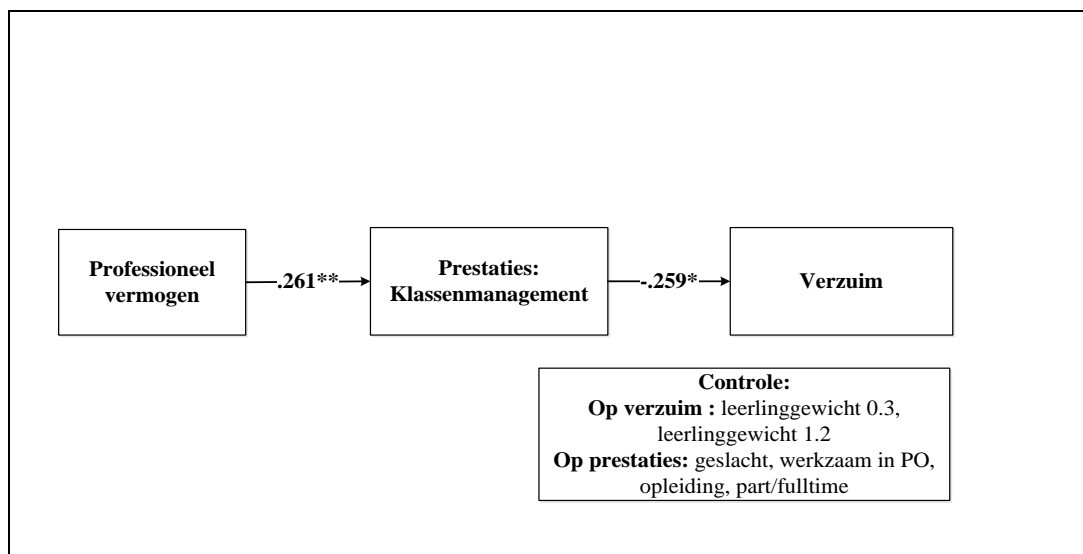 Professioneel
vermogen
.261**
Prestaties:
Klassenmanagement
-.259*
Verzuim
Controle:
Op verzuim : leerlinggewicht 0.3,
leerlinggewicht 1.2
Op prestaties: geslacht, werkzaam in PO,
opleiding, part/fulltime